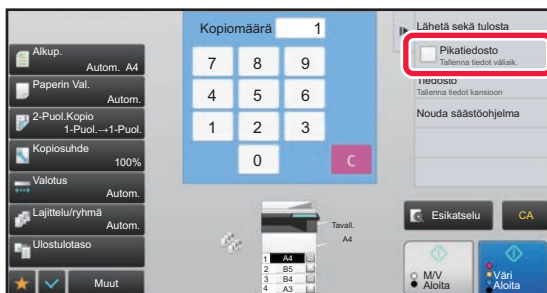 Kopiomäärä 1
Alkup.
Autom. A4
Paperin Val.
Autom.
2-Puol.Kopio
1-Puol.→1-Puol.
Kopiosuhde
100%
Valotus
Autom.
Lajittelu/ryhmä
Autom.
Ulostulotaso
Muut
7 8 9
4 5 6
1 2 3
0 C
Tavall.
A4
1 A4
2 B5
3 B4
4 A3
Lähetä sekä tulosta
Pikatiedosto
Tallenna tiedot väliaik.
Tiedosto
Tallenna tiedot kansioon
Nouda säästöohjelma
Esikatselu CA
M/V
Aloita
Väri
Aloita